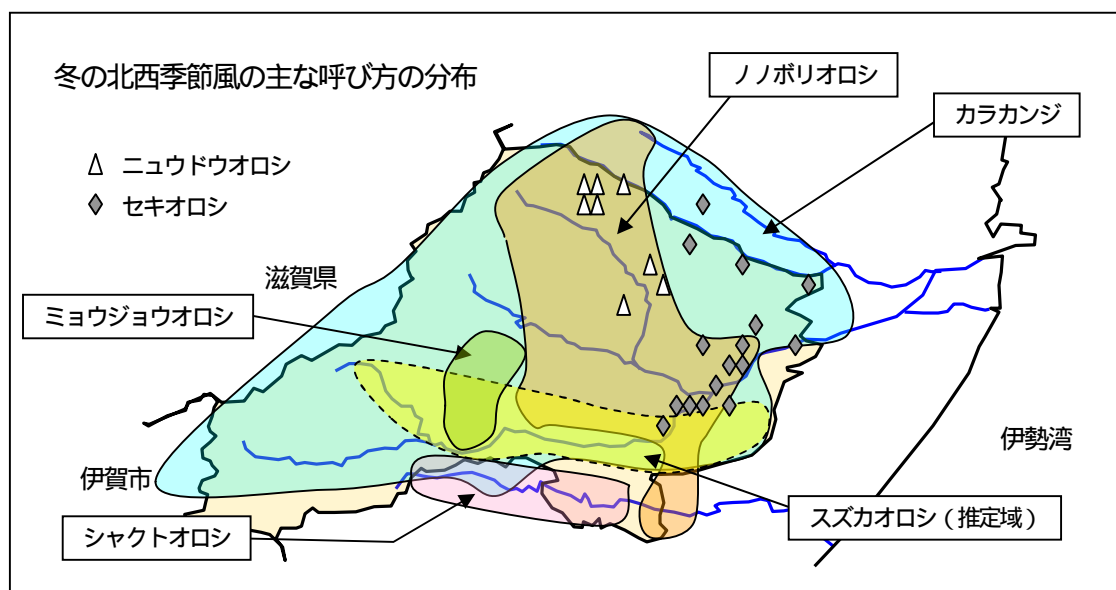 冬の北西季節風の主な呼び方の分布
ノノボリオロシ
カラカンジ
ニュウドウオロシ
セキオロシ
滋賀県
ミョウジョウオロシ
伊勢湾
伊賀市
スズカオロシ（推定域）
シャクトオロシ